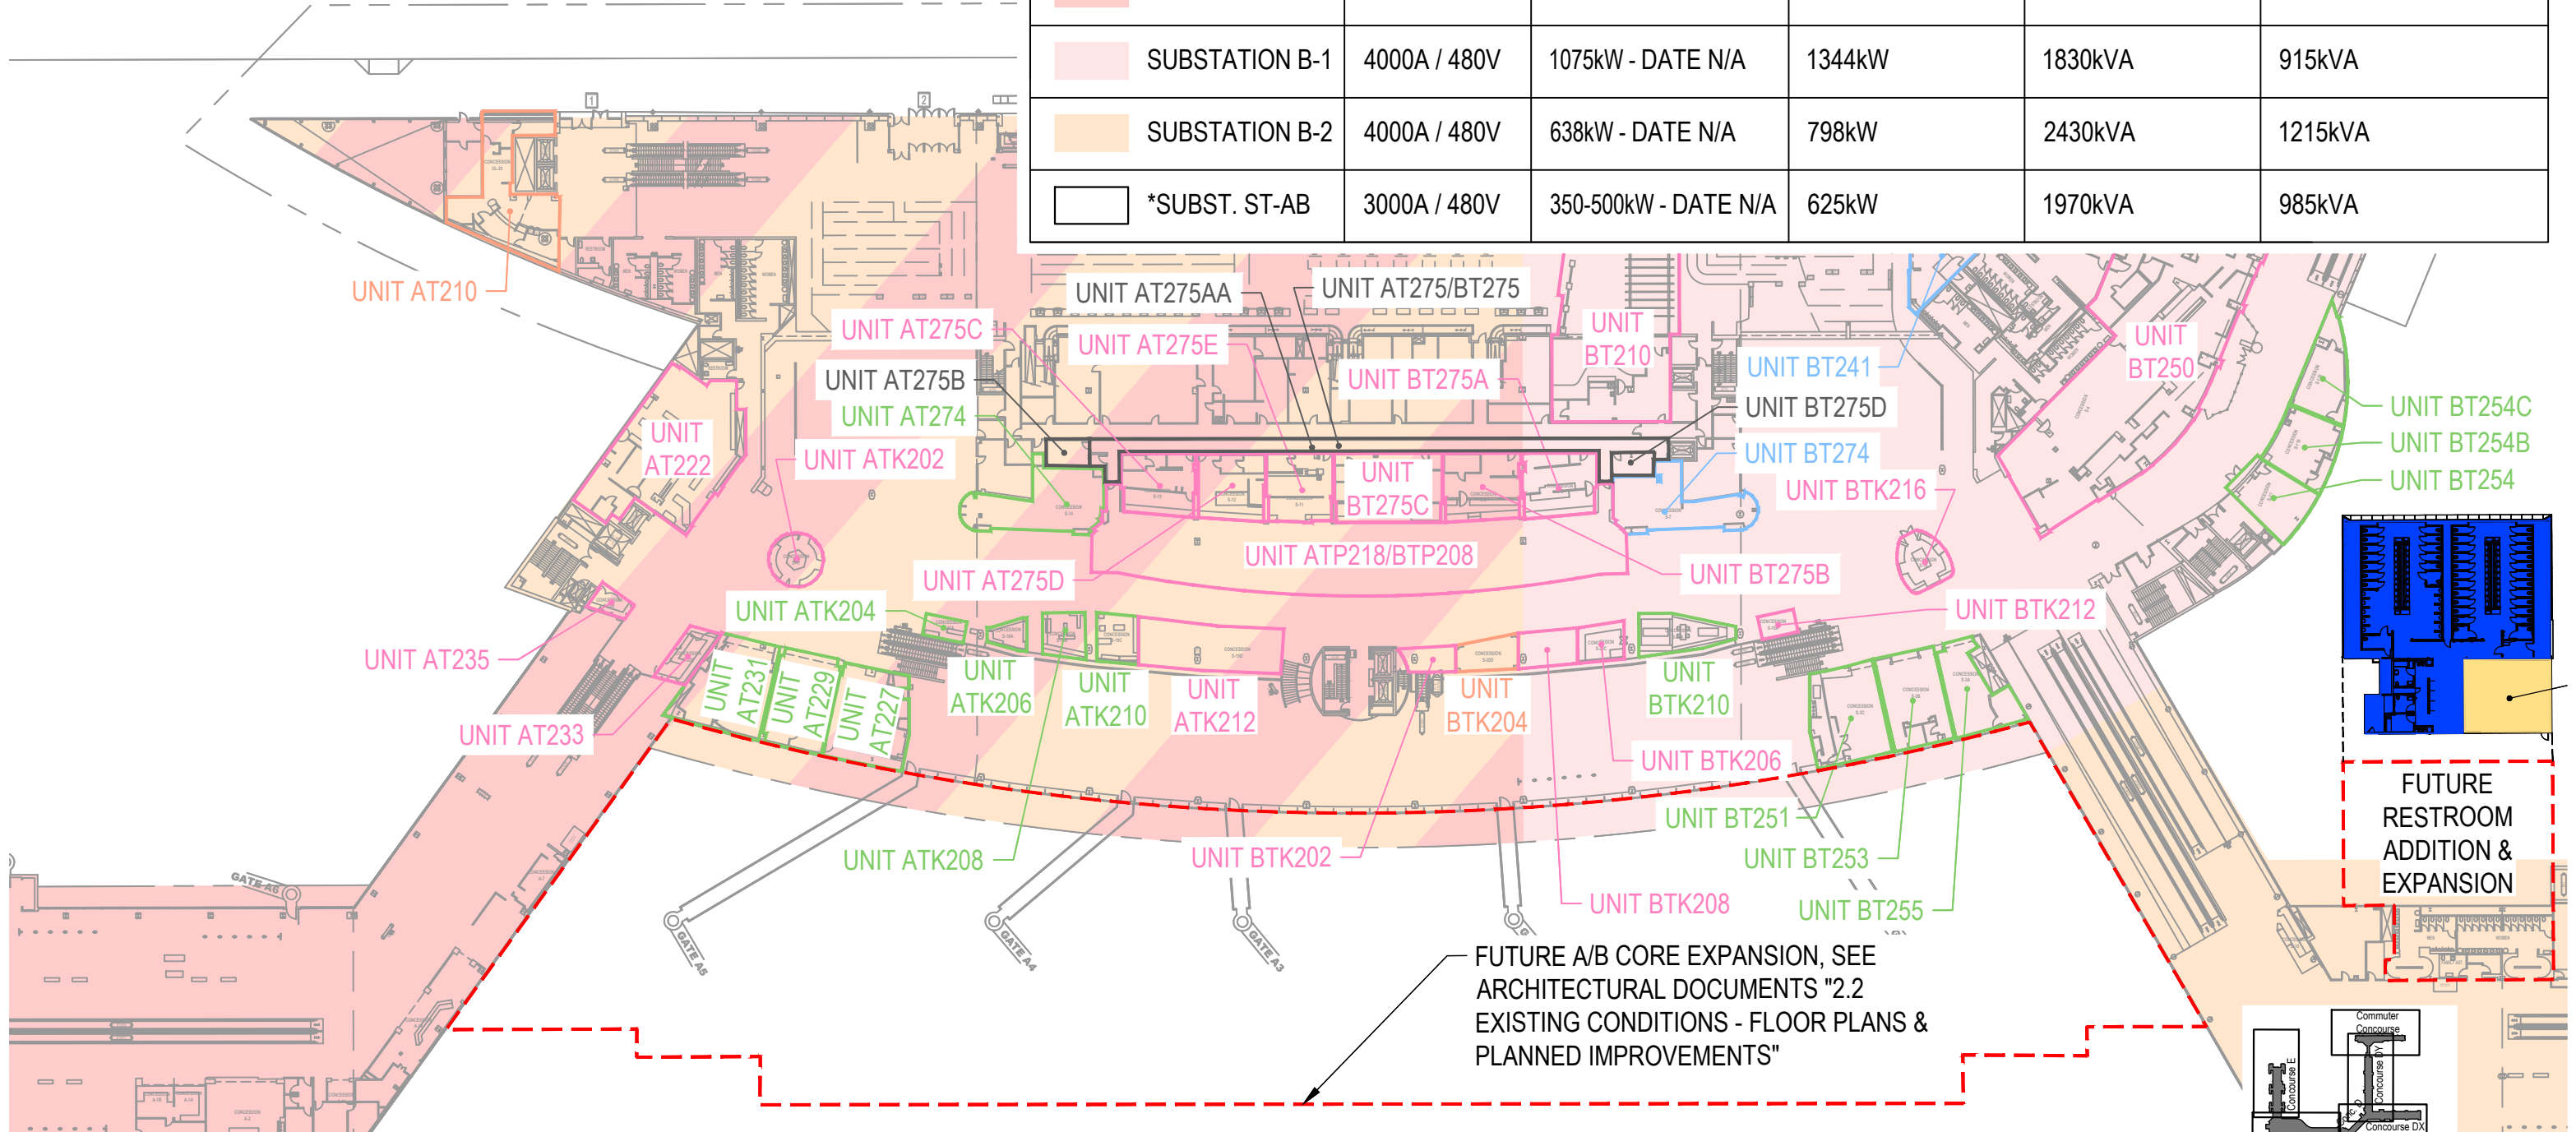 SUBSTATION B-1 4000A / 480V 1075kW - DATE N/A 1344kW 1830kVA 915kVA
SUBSTATION B-2 4000A / 480V 638kW - DATE N/A 798kW 2430kVA 1215kVA
*SUBST. ST-AB 3000A / 480V 350-500kW - DATE N/A 625kW 1970kVA 985kVA
1
2
UNIT AT210
UNIT AT275AA
UNIT AT275/BT275
UNIT AT275C
UNIT AT275E
UNIT
BT210
UNIT
BT250
UNIT BT241
UNIT AT275B
UNIT BT275A
UNIT AT274
UNIT BT275D
UNIT BT254C
UNIT
AT222
UNIT ATK202
UNIT BT274
UNIT BT254B
UNIT
BT275C
UNIT BTK216
UNIT BT254
UNIT ATP218/BTP208
UNIT AT275D
UNIT BT275B
UNIT ATK204
UNIT BTK212
UNIT AT235
UNIT
AT231
UNIT
AT229
UNIT
AT227
UNIT
ATK206
UNIT
ATK210
UNIT
ATK212
UNIT
BTK204
UNIT
BTK210
UNIT AT233
UNIT BTK206
UNIT BT251
UNIT ATK208
UNIT BTK202
UNIT BT253
UNIT BTK208
UNIT BT255
FUTURE
RESTROOM
ADDITION &
EXPANSION
GATE A6
GATE A5
GATE A4
GATE A3
FUTURE A/B CORE EXPANSION, SEE
ARCHITECTURAL DOCUMENTS "2.2
EXISTING CONDITIONS - FLOOR PLANS &
PLANNED IMPROVEMENTS"
Commuter
Concourse
Concourse E
Concourse DY
Concourse DX